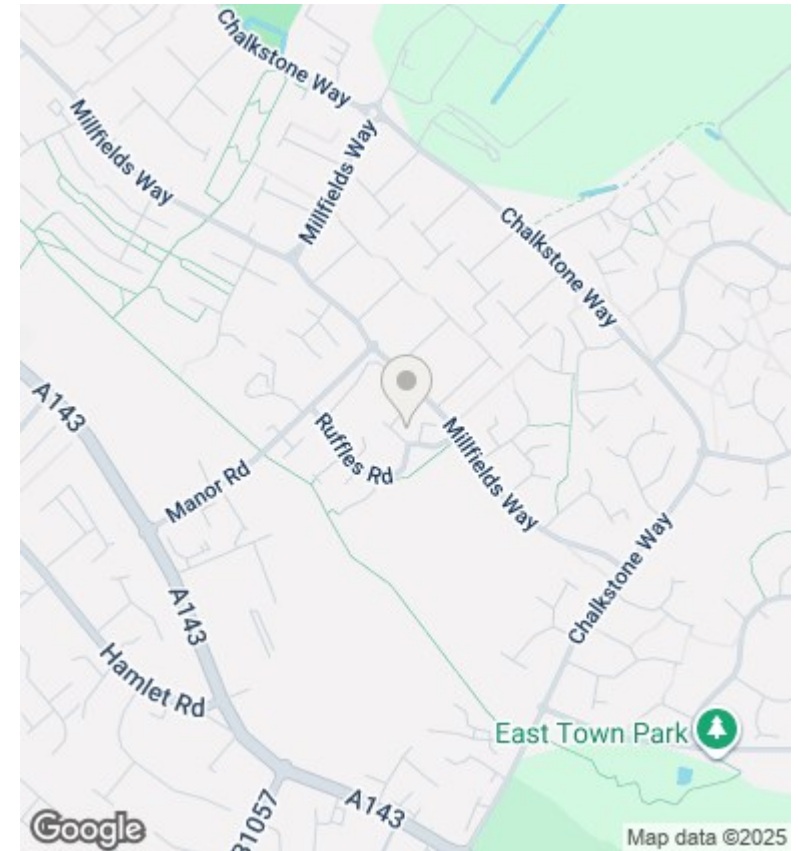 Chalkstone Way
Millfields Way
Millfields Way
Chalkstone Way
A143
Ruffles Rd
Millfields Way
Manor Rd
Chalkstone Way
A143
Hamlet Rd
East Town Park
A143
B1057
Google
Map data ©2025